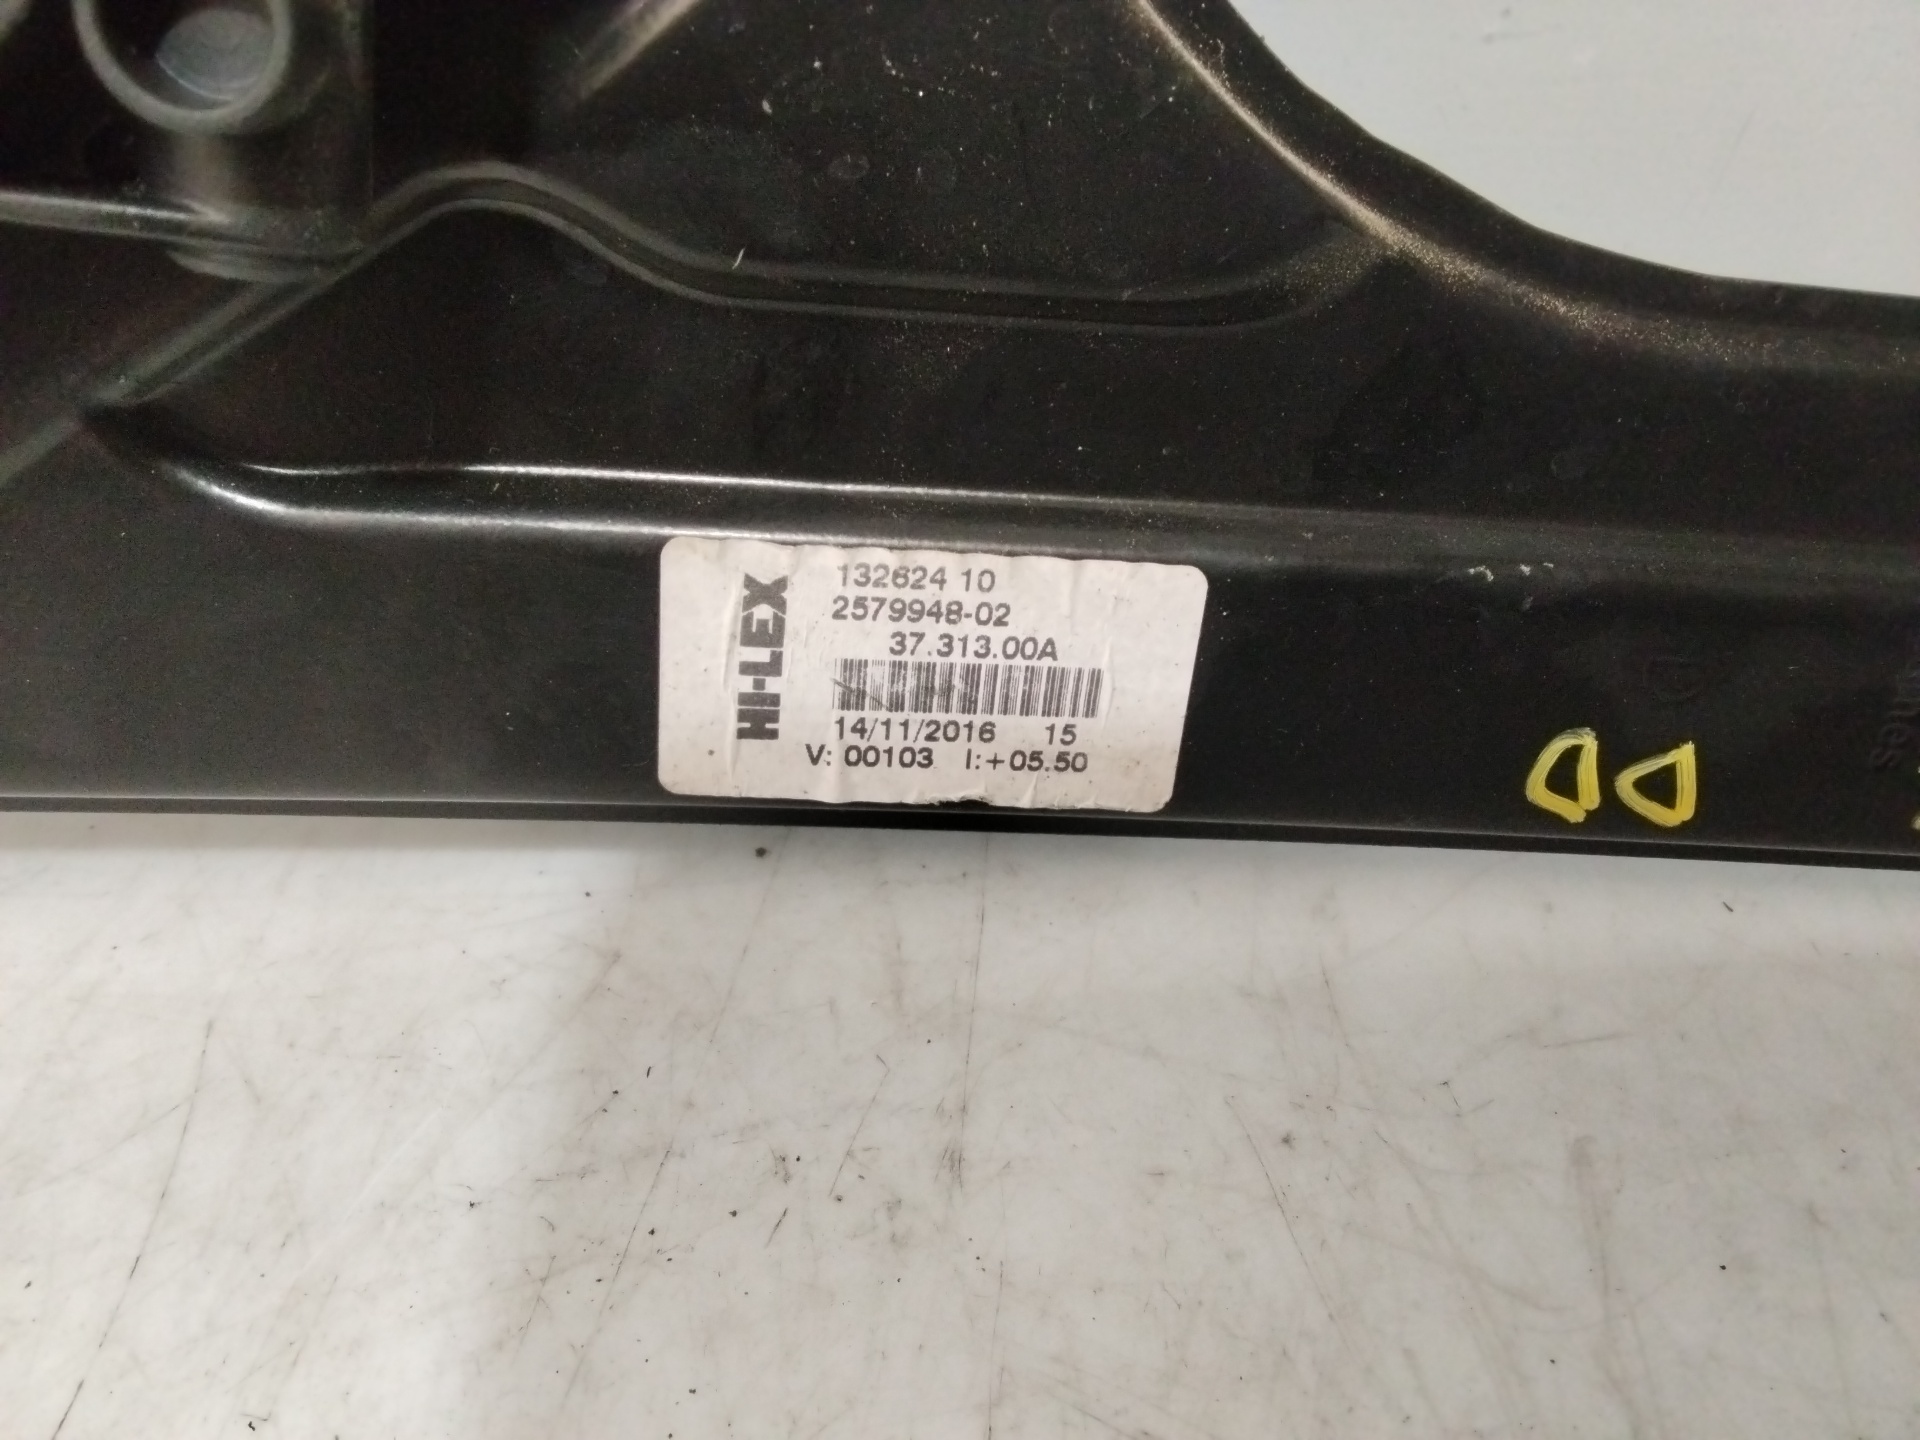 HI-LEX
132624 10
2579948-02
37.313.00A
14/11/2016 15
V: 00103 I:+05.50
DD